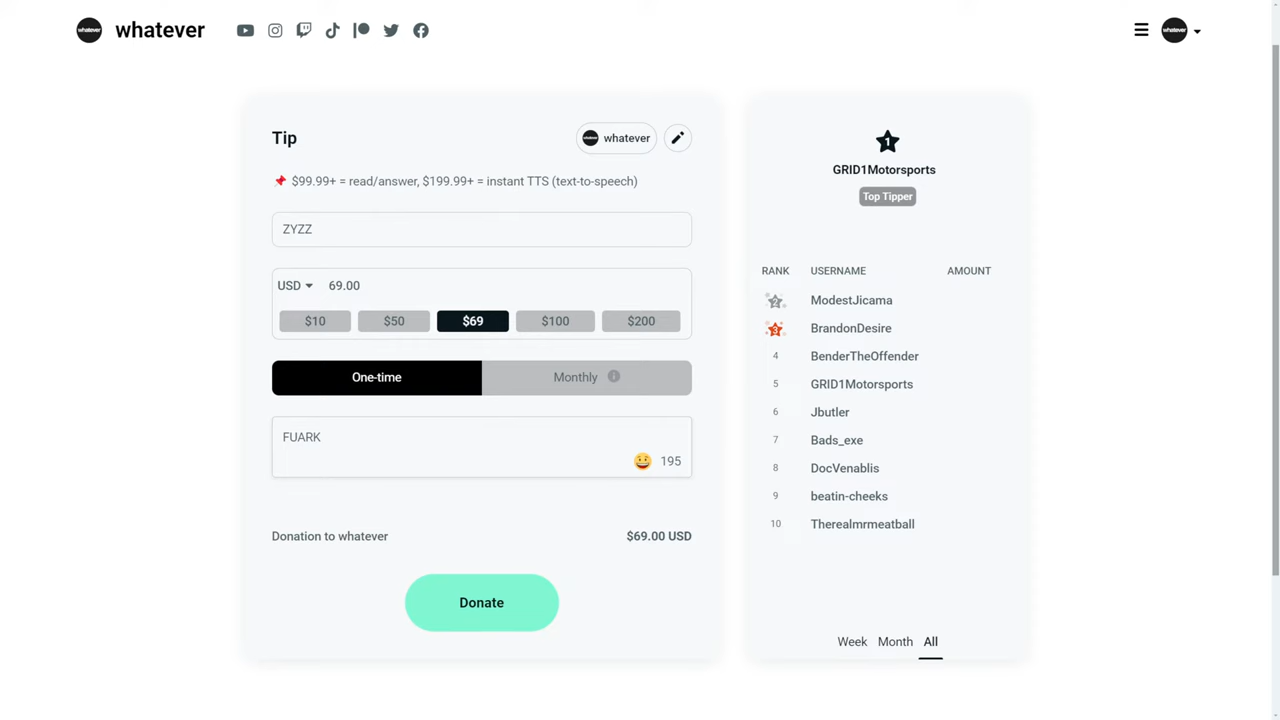 whatever
Tip
whatever
$99.99+ = read/answer, $199.99+ = instant TTS (text-to-speech)
ZYZZ
USD 69.00
$10 $50 $69 $100 $200
One-time Monthly
FUARK
195
Donation to whatever $69.00 USD
Donate
1
GRID1Motorsports
Top Tipper
RANK USERNAME AMOUNT
2 ModestJicama
3 BrandonDesire
4 BenderTheOffender
5 GRID1Motorsports
6 Jbutler
7 Bads_exe
8 DocVenablis
9 beatin-cheeks
10 Therealmrmeatball
Week Month All